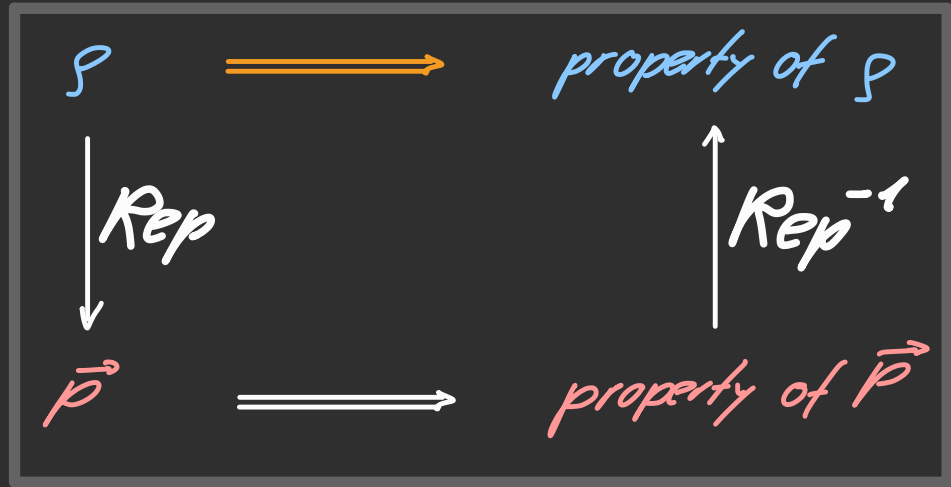 ρ ⟹ property of ρ
Rep Rep⁻¹
p⃗ ⟹ property of p⃗